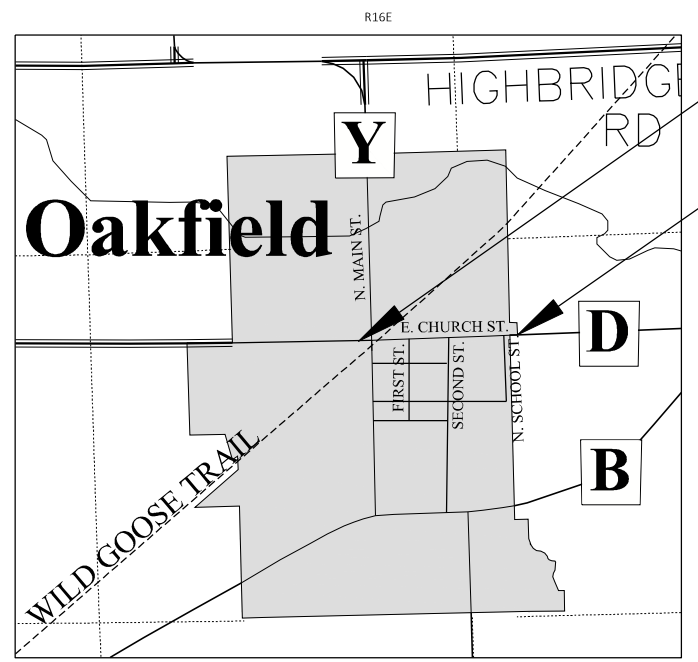 R16E
HIGHBRIDGE
RD
Y
Oakfield
N. MAIN ST.
E. CHURCH ST.
D
FIRST ST.
SECOND ST.
N. SCHOOL ST.
WILD GOOSE TRAIL
B